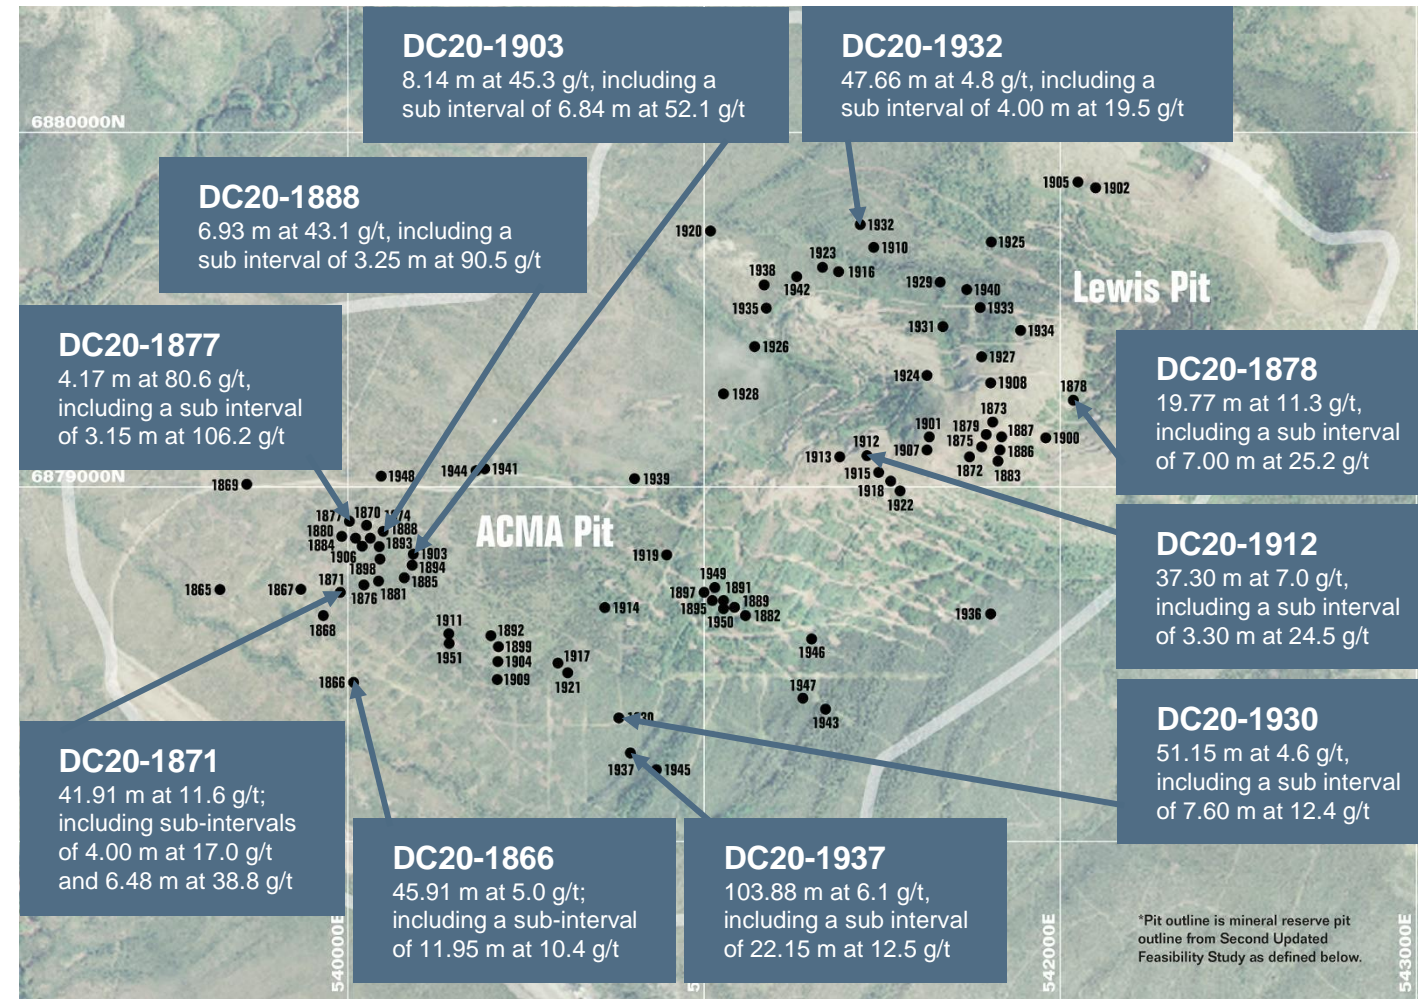 DC20-1903
8.14 m at 45.3 g/t, including a
sub interval of 6.84 m at 52.1 g/t
DC20-1932
47.66 m at 4.8 g/t, including a
sub interval of 4.00 m at 19.5 g/t
6880000N
DC20-1888
6.93 m at 43.1 g/t, including a
sub interval of 3.25 m at 90.5 g/t
1905
1902
1920
1932
1910
1925
1923
1916
1938
1942
1929
1940
Lewis Pit
1935
1933
1931
1934
1926
1927
DC20-1877
4.17 m at 80.6 g/t,
including a sub interval
of 3.15 m at 106.2 g/t
DC20-1878
19.77 m at 11.3 g/t,
including a sub interval
of 7.00 m at 25.2 g/t
1924
1908
1878
1928
1873
1901
1879
1887
1900
1912
1875
1907
1886
1913
1872
1883
1915
1918
1922
6879000N
1948
1944
1941
1939
1869
1877
1870
1874
1880
1888
1884
1893
1906
1898
1903
1894
1885
ACMA Pit
1919
DC20-1912
37.30 m at 7.0 g/t,
including a sub interval
of 3.30 m at 24.5 g/t
1865
1867
1871
1876
1881
1868
1949
1891
1897
1889
1895
1950
1882
1914
1936
1911
1951
1892
1899
1904
1909
1917
1921
1946
1866
1947
1943
1930
1937
1945
DC20-1930
51.15 m at 4.6 g/t,
including a sub interval
of 7.60 m at 12.4 g/t
DC20-1871
41.91 m at 11.6 g/t;
including sub-intervals
of 4.00 m at 17.0 g/t
and 6.48 m at 38.8 g/t
DC20-1866
45.91 m at 5.0 g/t;
including a sub-interval
of 11.95 m at 10.4 g/t
DC20-1937
103.88 m at 6.1 g/t,
including a sub interval
of 22.15 m at 12.5 g/t
540000E
542000E
543000E
*Pit outline is mineral reserve pit
outline from Second Updated
Feasibility Study as defined below.